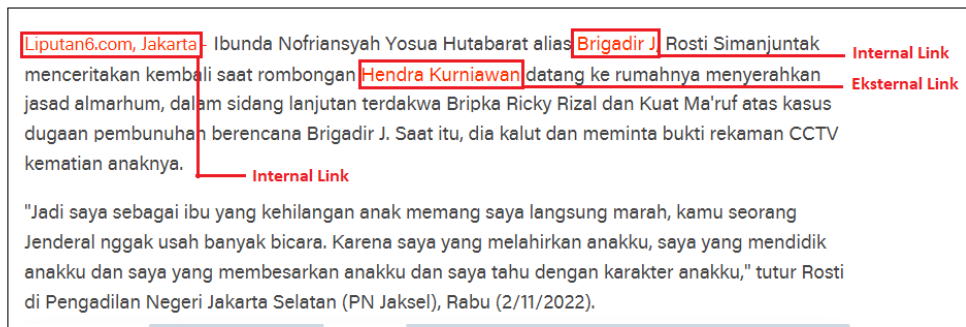 Liputan6.com, Jakarta - Ibunda Nofriansyah Yosua Hutabarat alias Brigadir J, Rosti Simanjuntak
Internal Link
menceritakan kembali saat rombongan Hendra Kurniawan datang ke rumahnya menyerahkan
Eksternal Link
jasad almarhum, dalam sidang lanjutan terdakwa Bripka Ricky Rizal dan Kuat Ma'ruf atas kasus
dugaan pembunuhan berencana Brigadir J. Saat itu, dia kalut dan meminta bukti rekaman CCTV
kematian anaknya.
Internal Link
"Jadi saya sebagai ibu yang kehilangan anak memang saya langsung marah, kamu seorang
Jenderal nggak usah banyak bicara. Karena saya yang melahirkan anakku, saya yang mendidik
anakku dan saya yang membesarkan anakku dan saya tahu dengan karakter anakku," tutur Rosti
di Pengadilan Negeri Jakarta Selatan (PN Jaksel), Rabu (2/11/2022).